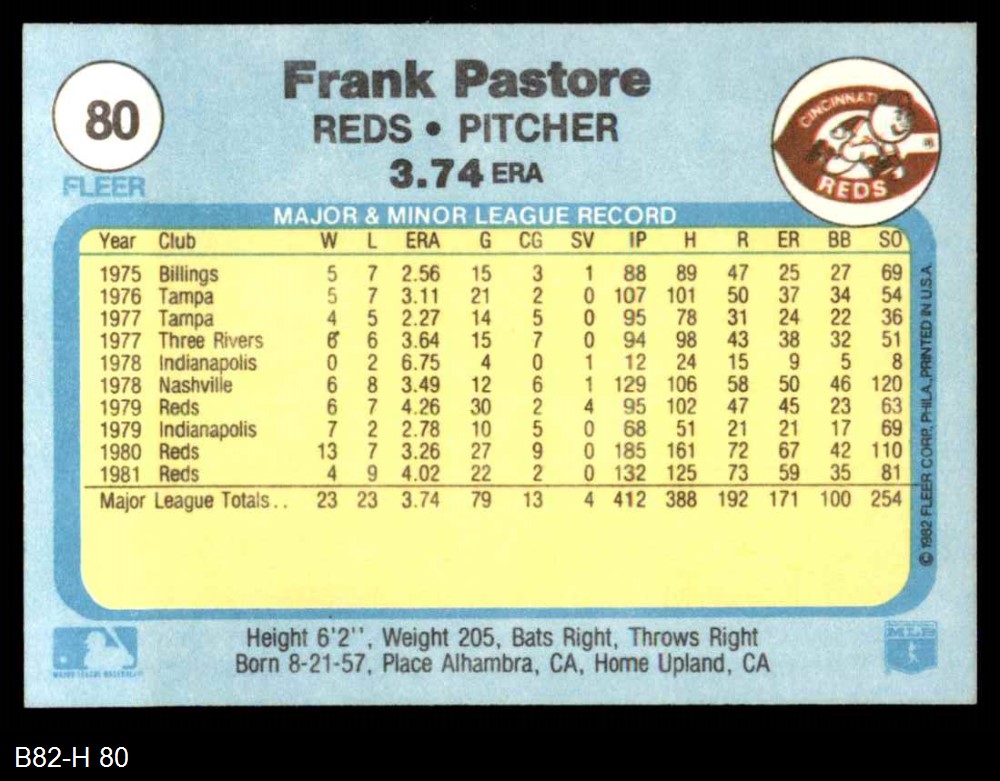 80
FLEER
Frank Pastore
REDS • PITCHER
3.74 ERA
CINCINNATI
REDS
MAJOR & MINOR LEAGUE RECORD
Year Club W L ERA G CG SV IP H R ER BB SO
1975 Billings 5 7 2.56 15 3 1 88 89 47 25 27 69
1976 Tampa 5 7 3.11 21 2 0 107 101 50 37 34 54
1977 Tampa 4 5 2.27 14 5 0 95 78 31 24 22 36
1977 Three Rivers 6 6 3.64 15 7 0 94 98 43 38 32 51
1978 Indianapolis 0 2 6.75 4 0 1 12 24 15 9 5 8
1978 Nashville 6 8 3.49 12 6 1 129 106 58 50 46 120
1979 Reds 6 7 4.26 30 2 4 95 102 47 45 23 63
1979 Indianapolis 7 2 2.78 10 5 0 68 51 21 21 17 69
1980 Reds 13 7 3.26 27 9 0 185 161 72 67 42 110
1981 Reds 4 9 4.02 22 2 0 132 125 73 59 35 81
Major League Totals.. 23 23 3.74 79 13 4 412 388 192 171 100 254
© 1982 FLEER CORP. PHILA. PRINTED IN U.S.A.
Height 6'2'', Weight 205, Bats Right, Throws Right
Born 8-21-57, Place Alhambra, CA, Home Upland, CA
MAJOR LEAGUE BASEBALL
B82-H 80